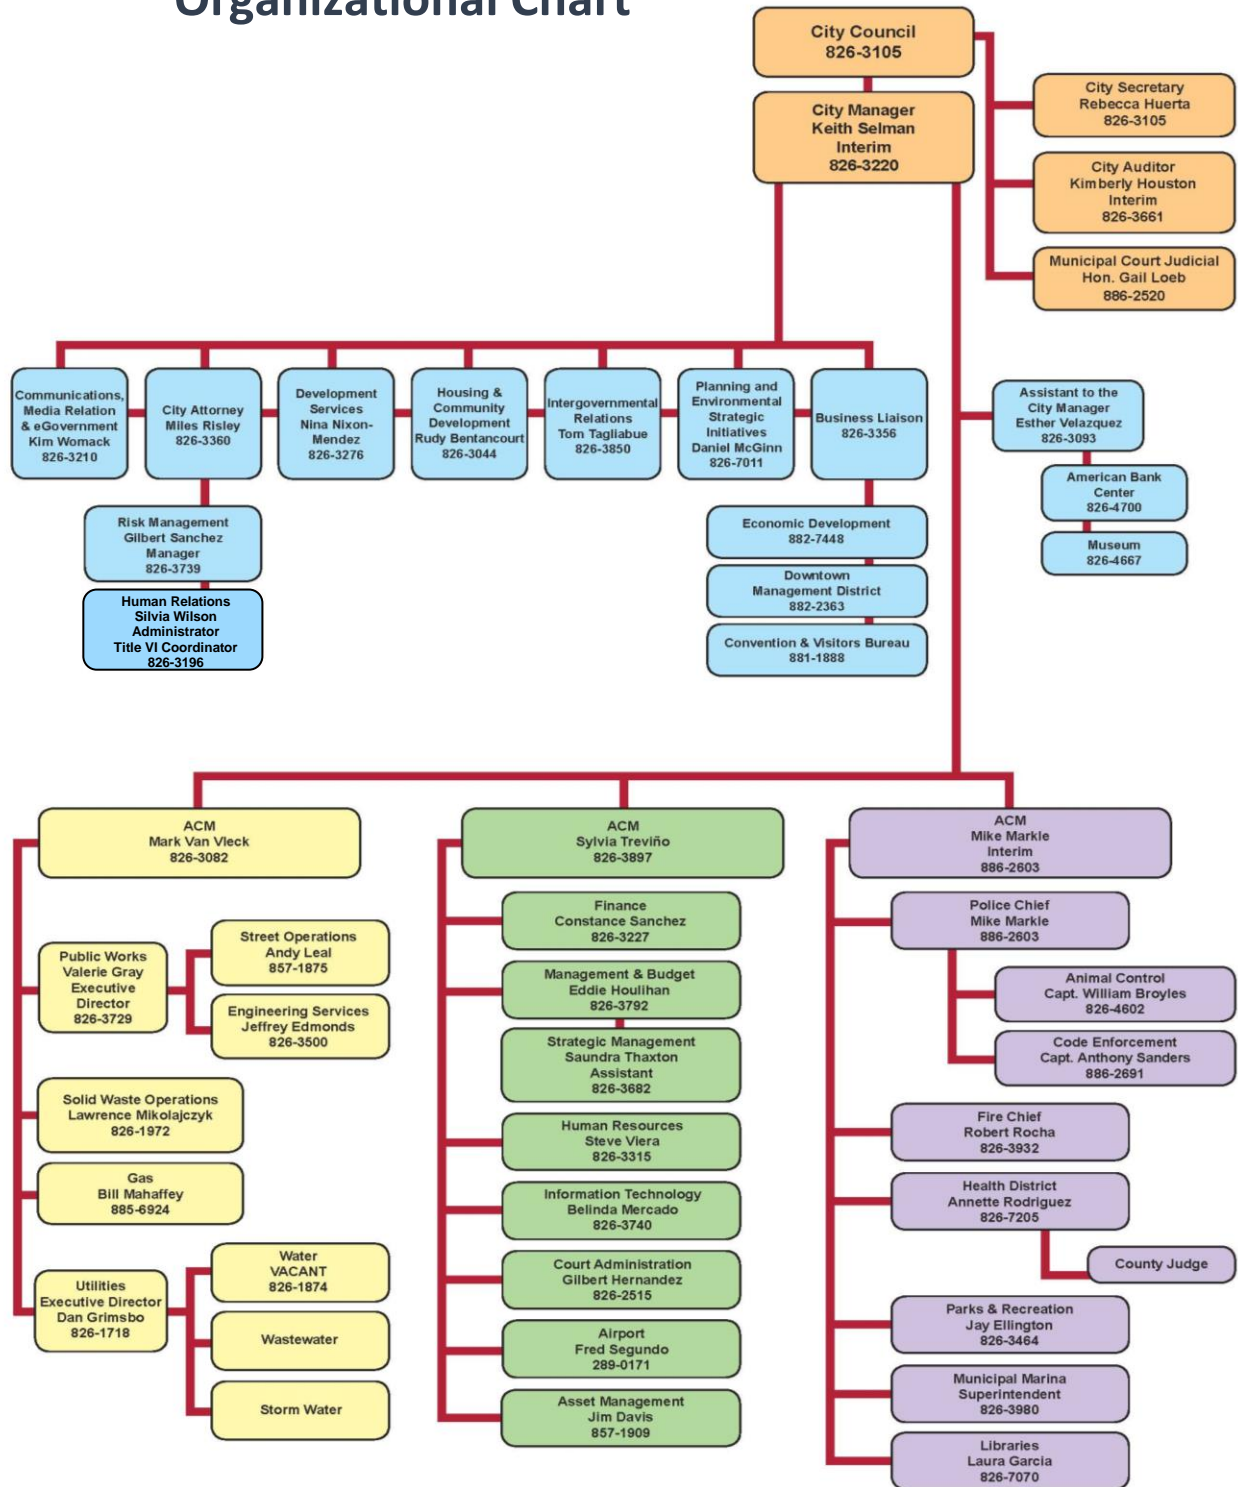 Organizational Chart
City Council
826-3105
City Manager
Keith Selman
Interim
826-3220
City Secretary
Rebecca Huerta
826-3105
City Auditor
Kimberly Houston
Interim
826-3661
Municipal Court Judicial
Hon. Gail Loeb
886-2520
Communications,
Media Relation
& eGovernment
Kim Womack
826-3210
City Attorney
Miles Risley
826-3360
Development
Services
Nina Nixon-
Mendez
826-3276
Housing &
Community
Development
Rudy Bentancourt
826-3044
Intergovernmental
Relations
Tom Tagliabue
826-3850
Planning and
Environmental
Strategic
Initiatives
Daniel McGinn
826-7011
Business Liaison
826-3356
Assistant to the
City Manager
Esther Velazquez
826-3093
American Bank
Center
826-4700
Museum
826-4667
Risk Management
Gilbert Sanchez
Manager
826-3739
Human Relations
Silvia Wilson
Administrator
Title VI Coordinator
826-3196
Economic Development
882-7448
Downtown
Management District
882-2363
Convention & Visitors Bureau
881-1888
ACM
Mark Van Vleck
826-3082
Public Works
Valerie Gray
Executive
Director
826-3729
Street Operations
Andy Leal
857-1875
Engineering Services
Jeffrey Edmonds
826-3500
Solid Waste Operations
Lawrence Mikolajczyk
826-1972
Gas
Bill Mahaffey
885-6924
Utilities
Executive Director
Dan Grimsbo
826-1718
Water
VACANT
826-1874
Wastewater
Storm Water
ACM
Sylvia Treviño
826-3897
Finance
Constance Sanchez
826-3227
Management & Budget
Eddie Houlihan
826-3792
Strategic Management
Saundra Thaxton
Assistant
826-3682
Human Resources
Steve Viera
826-3315
Information Technology
Belinda Mercado
826-3740
Court Administration
Gilbert Hernandez
826-2515
Airport
Fred Segundo
289-0171
Asset Management
Jim Davis
857-1909
ACM
Mike Markle
Interim
886-2603
Police Chief
Mike Markle
886-2603
Animal Control
Capt. William Broyles
826-4602
Code Enforcement
Capt. Anthony Sanders
886-2691
Fire Chief
Robert Rocha
826-3932
Health District
Annette Rodriguez
826-7205
County Judge
Parks & Recreation
Jay Ellington
826-3464
Municipal Marina
Superintendent
826-3980
Libraries
Laura Garcia
826-7070